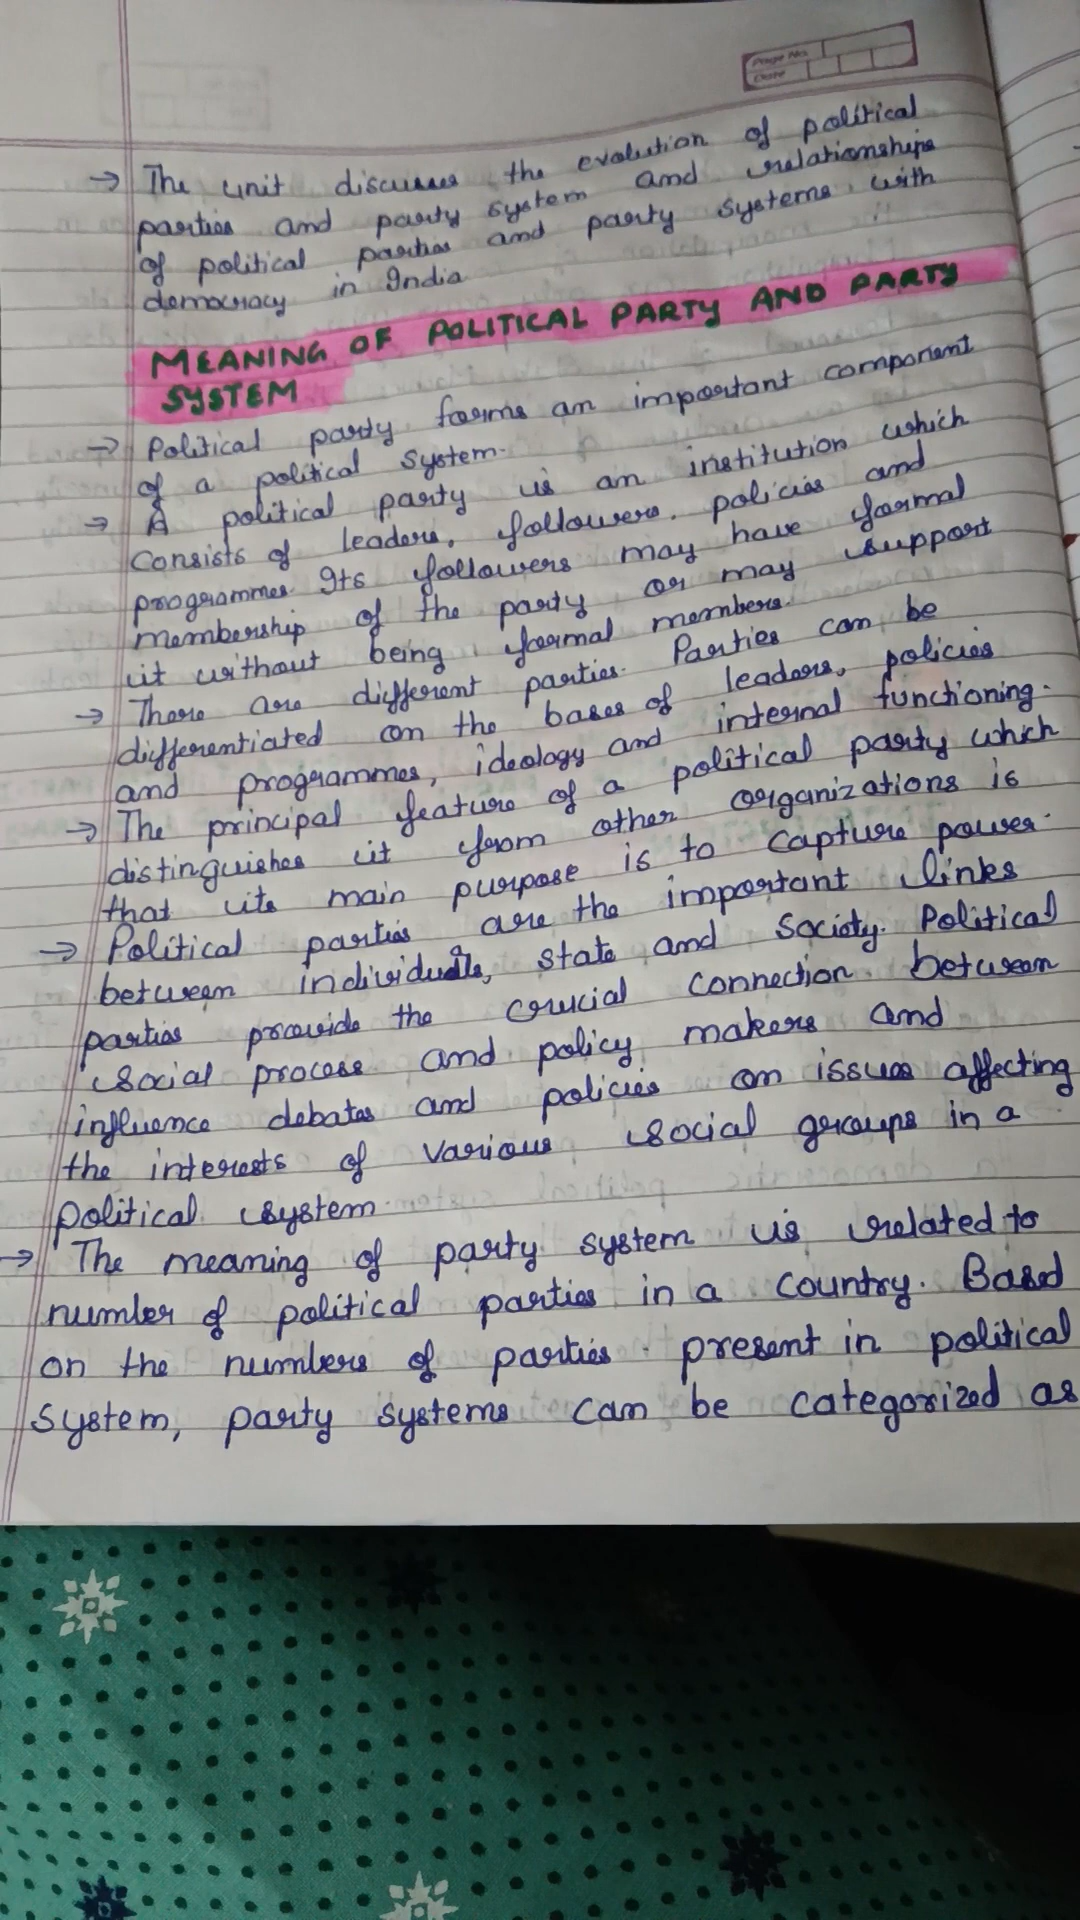 Page No.
Date
→ The unit discusses the evolution of political
parties and party system and relationships
of political parties and party systems with
democracy in India
MEANING OF POLITICAL PARTY AND PARTY
SYSTEM
→ Political party forms an important component
of a political system.
→ A political party is an institution which
consists of leaders, followers, policies and
programmes. Its followers may have formal
membership of the party or may support
it without being formal members.
→ There are different parties. Parties can be
differentiated on the bases of leaders, policies
and programmes, ideology and internal functioning.
→ The principal feature of a political party which
distinguishes it from other organizations is
that its main purpose is to capture power.
→ Political parties are the important links
between individuals, state and society. Political
parties provide the crucial connection between
social process and policy makers and
influence debates and policies on issues affecting
the interests of various social groups in a
political system.
→ The meaning of party system is related to
number of political parties in a country. Based
on the numbers of parties present in political
system, party systems can be categorized as